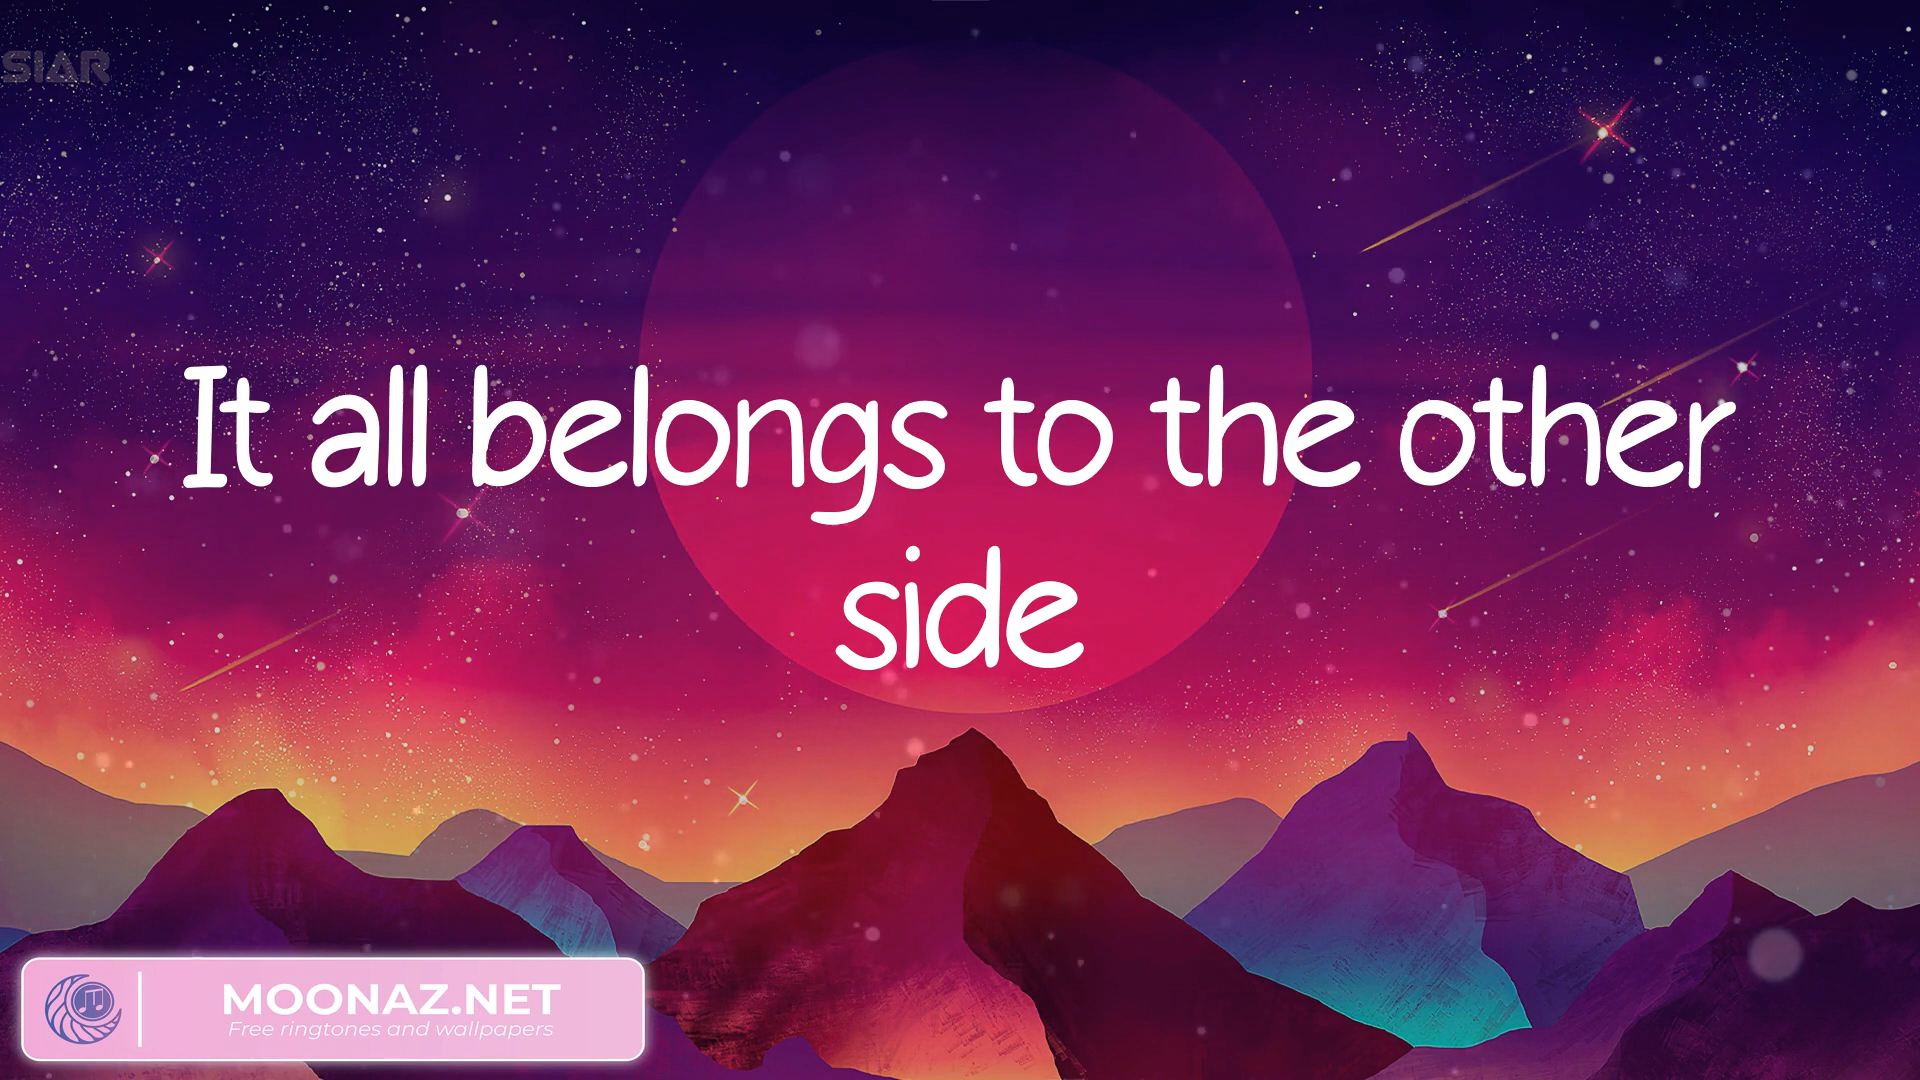 SIAR
It all belongs to the other
side
MOONAZ.NET
Free ringtones and wallpapers